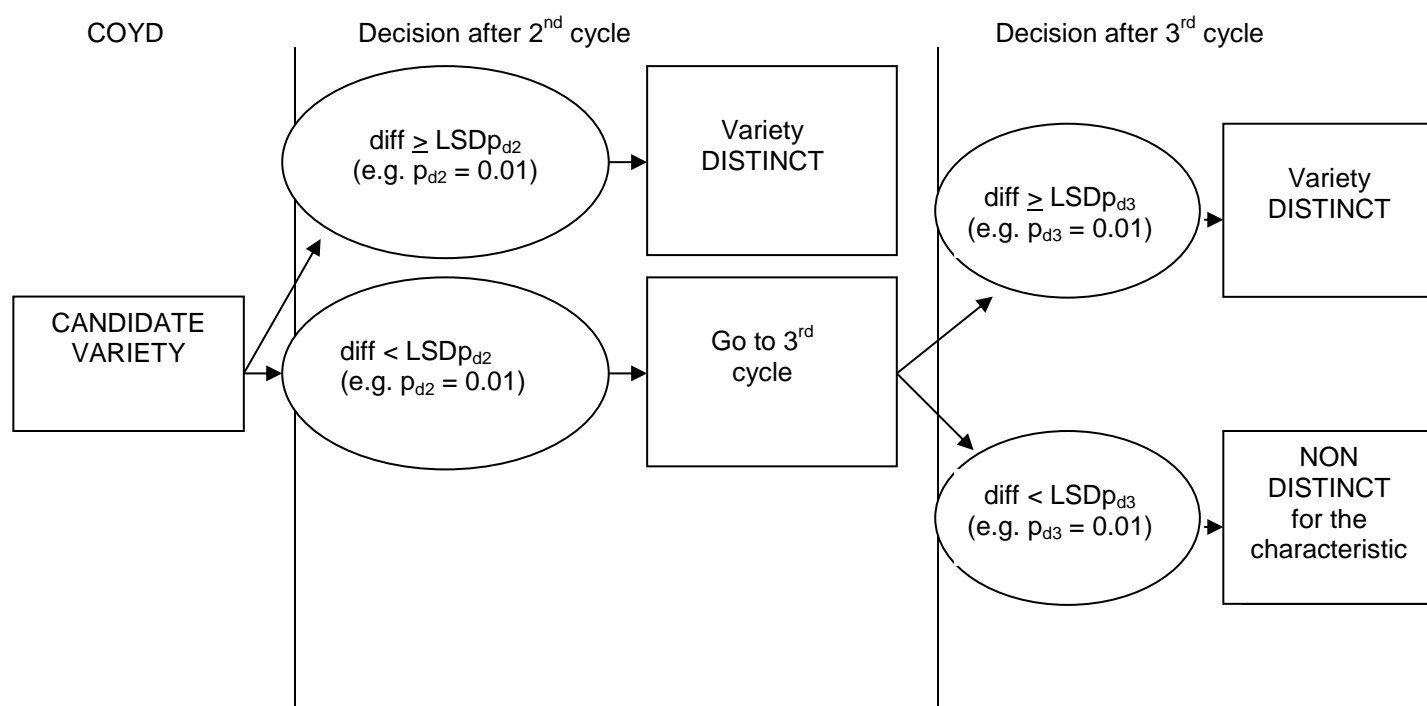 COYD
Decision after 2nd cycle
Decision after 3rd cycle
diff ≥ LSDpd2
(e.g. pd2 = 0.01)
Variety
DISTINCT
diff ≥ LSDpd3
(e.g. pd3 = 0.01)
Variety
DISTINCT
CANDIDATE
VARIETY
diff < LSDpd2
(e.g. pd2 = 0.01)
Go to 3rd
cycle
diff < LSDpd3
(e.g. pd3 = 0.01)
NON
DISTINCT
for the
characteristic